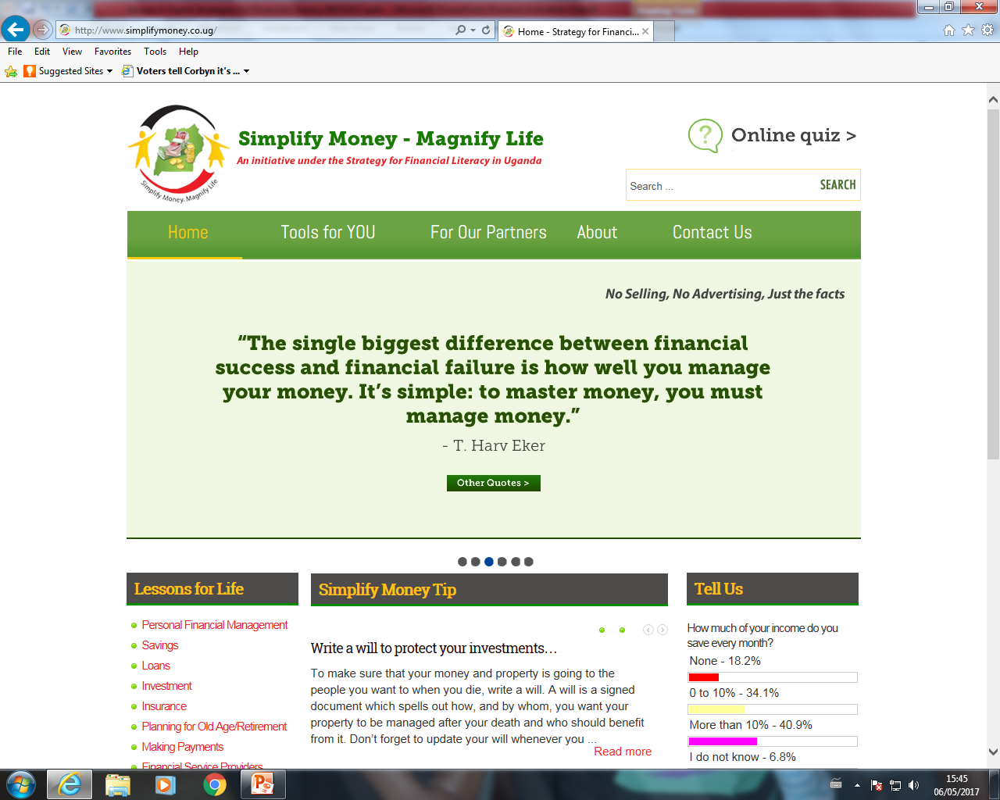 http://www.simplifymoney.co.ug/
Home - Strategy for Financi...
File Edit View Favorites Tools Help
Suggested Sites Voters tell Corbyn it's ...
Simplify Money - Magnify Life
An initiative under the Strategy for Financial Literacy in Uganda
Simplify Money. Magnify Life
Online quiz >
Search ... SEARCH
Home Tools for YOU For Our Partners About Contact Us
No Selling, No Advertising, Just the facts
“The single biggest difference between financial
success and financial failure is how well you manage
your money. It’s simple: to master money, you must
manage money.”
- T. Harv Eker
Other Quotes >
Lessons for Life
Personal Financial Management
Savings
Loans
Investment
Insurance
Planning for Old Age/Retirement
Making Payments
Financial Service Providers
Simplify Money Tip
Write a will to protect your investments…
To make sure that your money and property is going to the
people you want to when you die, write a will. A will is a signed
document which spells out how, and by whom, you want your
property to be managed after your death and who should benefit
from it. Don’t forget to update your will whenever you ...
Read more
Tell Us
How much of your income do you
save every month?
None - 18.2%
0 to 10% - 34.1%
More than 10% - 40.9%
I do not know - 6.8%
15:45
06/05/2017